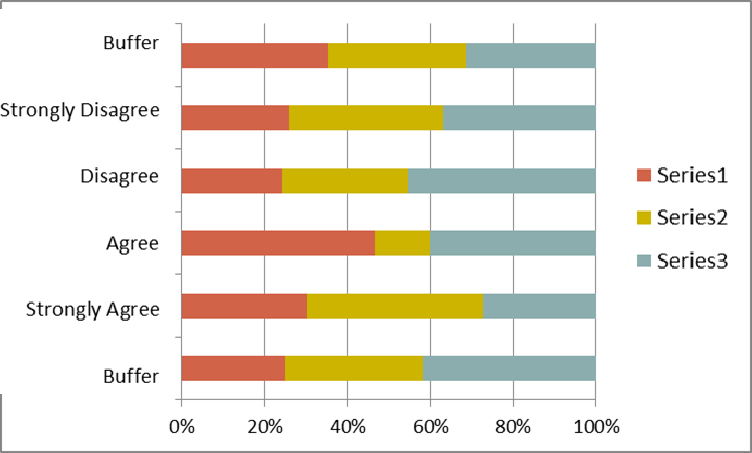 Buffer
Strongly Disagree
Disagree
Agree
Strongly Agree
Buffer
0% 20% 40% 60% 80% 100%
Series1
Series2
Series3